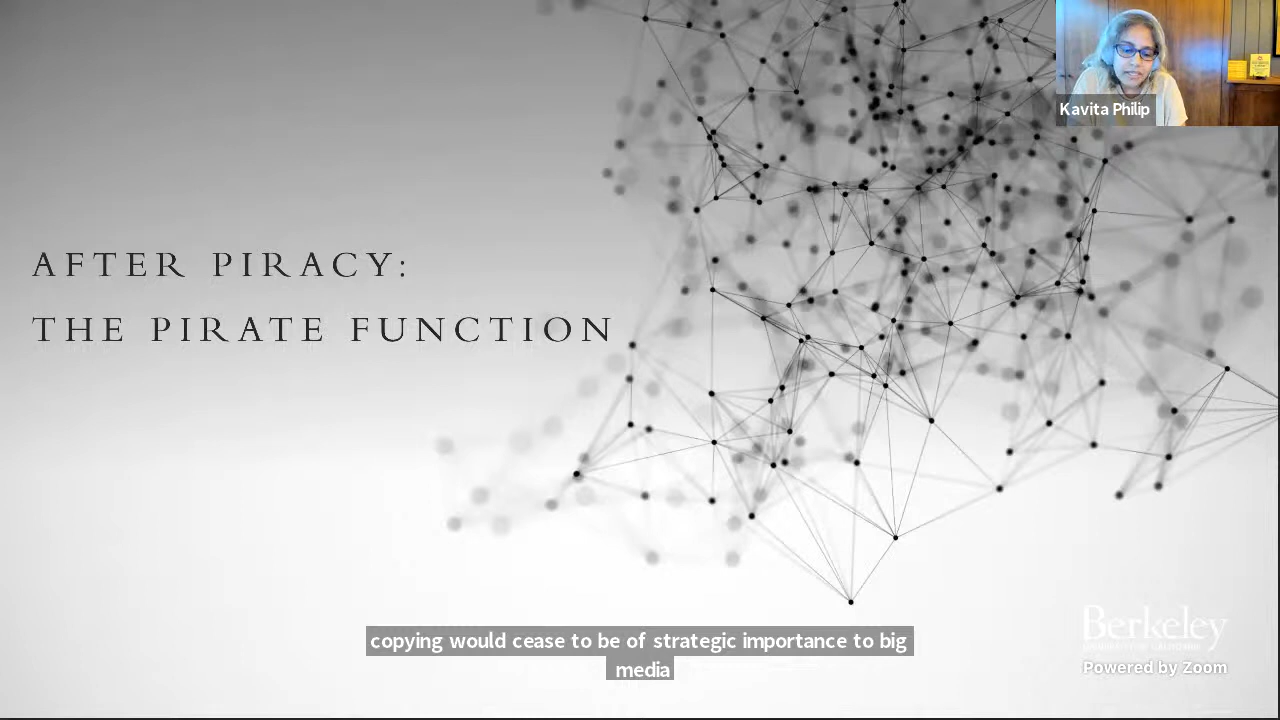 Kavita Philip
AFTER PIRACY:
THE PIRATE FUNCTION
copying would cease to be of strategic importance to big
media
Berkeley
Powered by Zoom